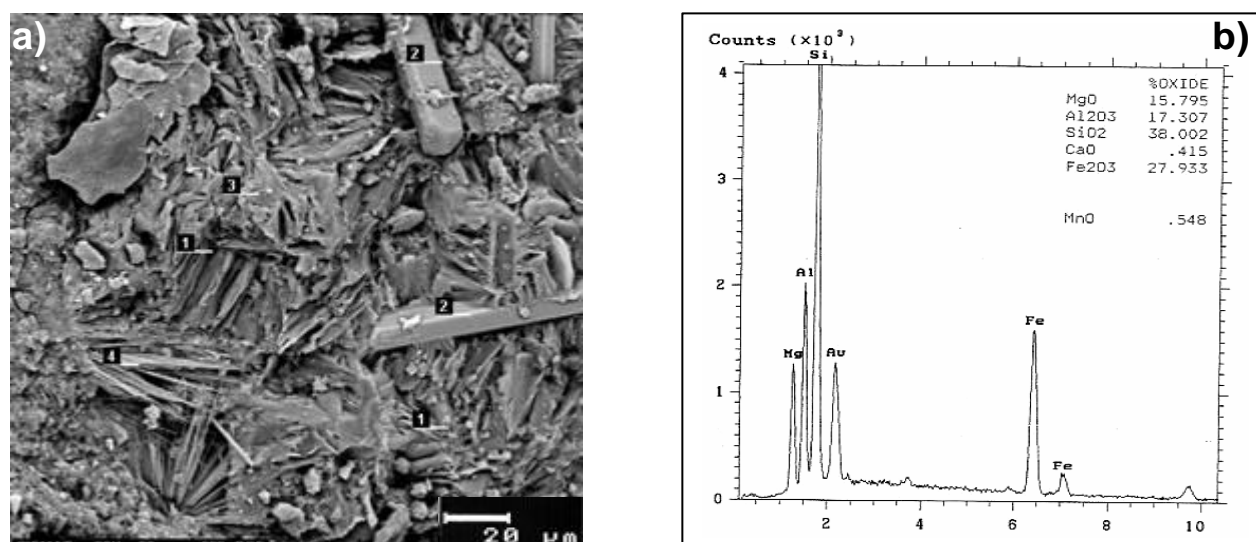 a)
2
3
1
2
4
1
20 µm
b)
Counts (×10³)
Si
4
%OXIDE
MgO 15.795
Al2O3 17.307
SiO2 38.002
CaO .415
Fe2O3 27.933
MnO .548
3
2
Al
Fe
Mg
Au
1
Fe
0
2 4 6 8 10